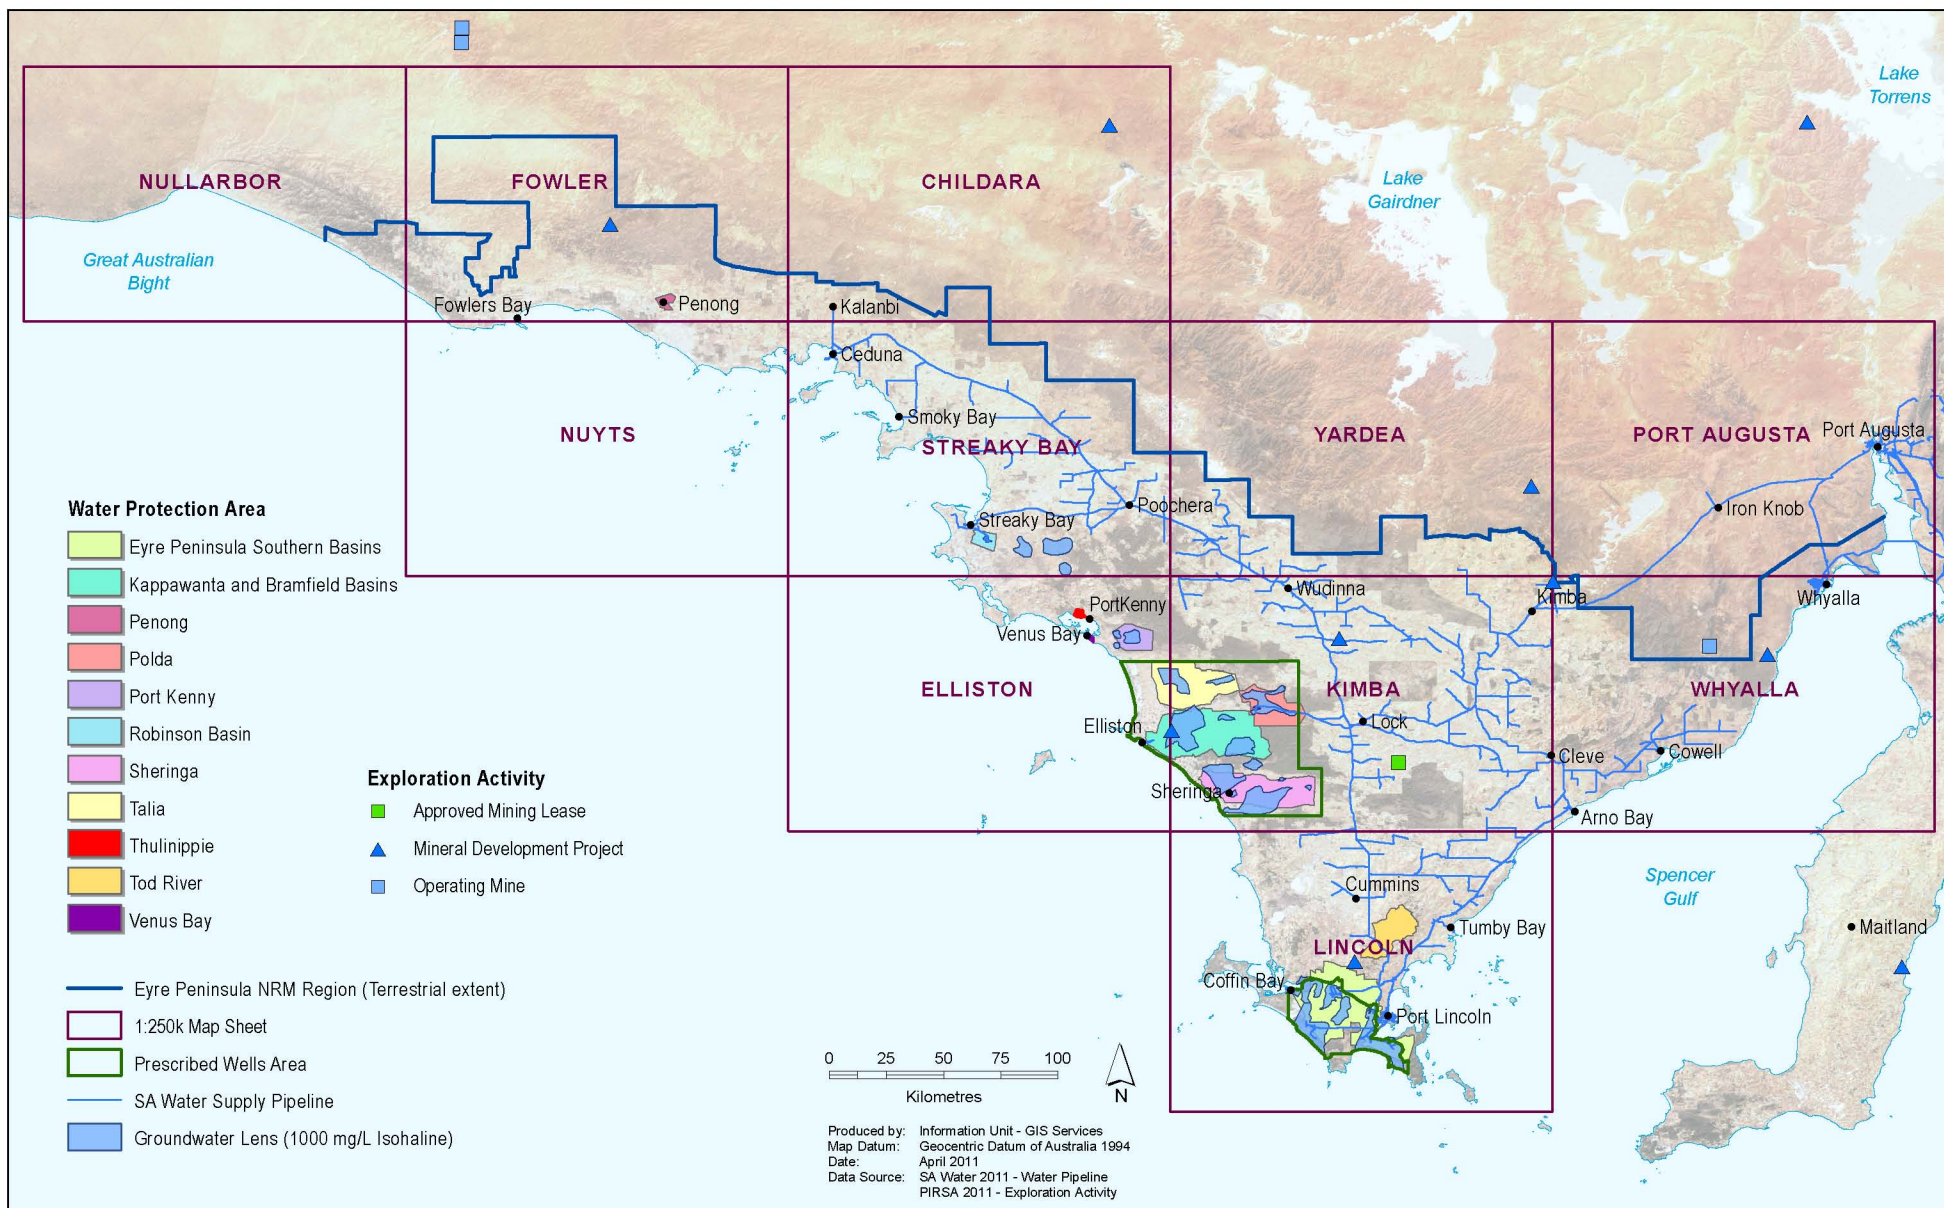 Lake
Torrens
NULLARBOR
FOWLER
CHILDARA
Lake
Gairdner
Great Australian
Bight
Fowlers Bay
Penong
Kalanbi
Ceduna
Smoky Bay
NUYTS
STREAKY BAY
YARDEA
PORT AUGUSTA
Port Augusta
Poochera
Streaky Bay
Iron Knob
Wudinna
Kimba
Whyalla
PortKenny
Venus Bay
ELLISTON
KIMBA
WHYALLA
Elliston
Lock
Cleve
Cowell
Sheringa
Arno Bay
Cummins
Tumby Bay
LINCOLN
Coffin Bay
Port Lincoln
Spencer
Gulf
Maitland
Water Protection Area
Eyre Peninsula Southern Basins
Kappawanta and Bramfield Basins
Penong
Polda
Port Kenny
Robinson Basin
Sheringa
Talia
Thulinippie
Tod River
Venus Bay
Exploration Activity
Approved Mining Lease
Mineral Development Project
Operating Mine
Eyre Peninsula NRM Region (Terrestrial extent)
1:250k Map Sheet
Prescribed Wells Area
SA Water Supply Pipeline
Groundwater Lens (1000 mg/L Isohaline)
0 25 50 75 100
Kilometres
N
Produced by: Information Unit - GIS Services
Map Datum: Geocentric Datum of Australia 1994
Date: April 2011
Data Source: SA Water 2011 - Water Pipeline
PIRSA 2011 - Exploration Activity